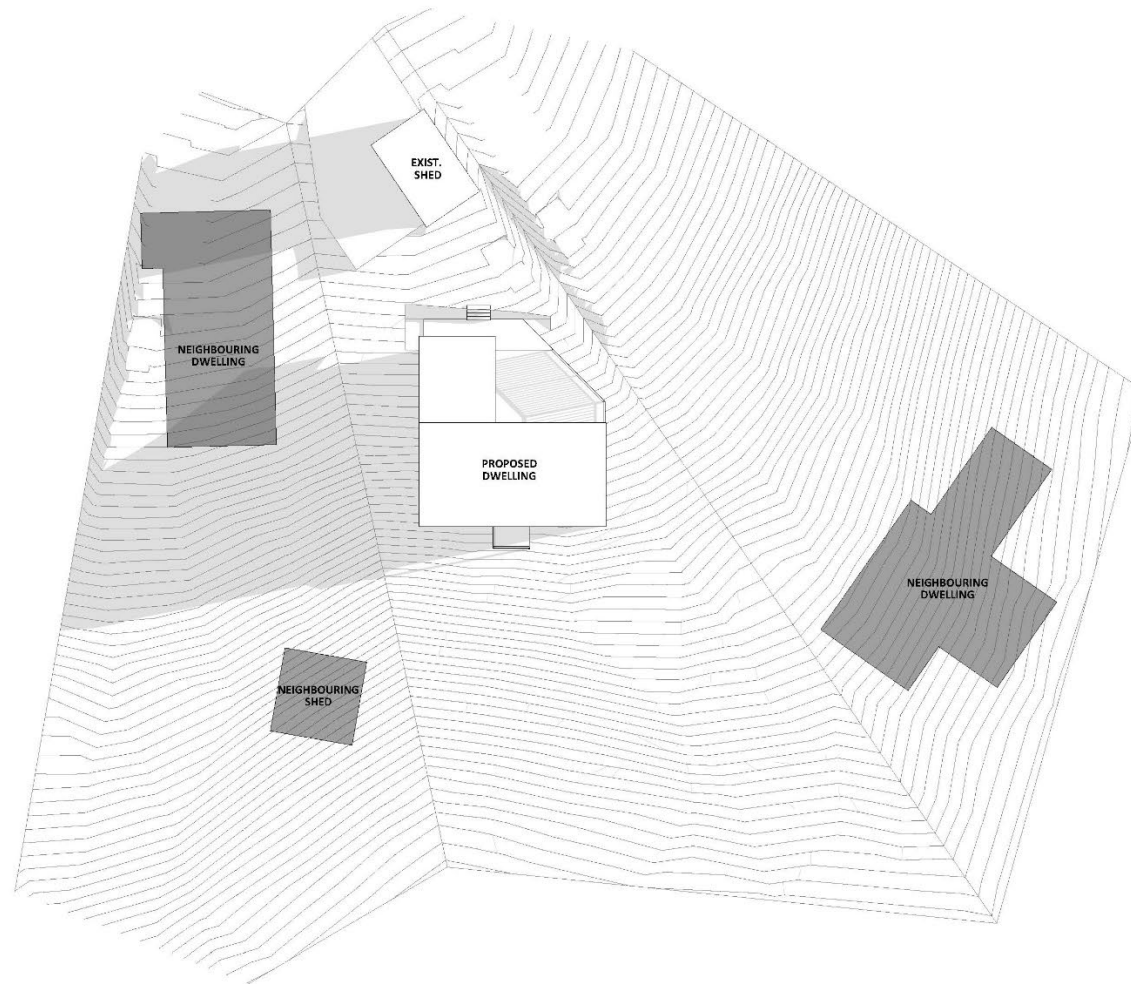 EXIST.
SHED
NEIGHBOURING
DWELLING
PROPOSED
DWELLING
NEIGHBOURING
DWELLING
NEIGHBOURING
SHED